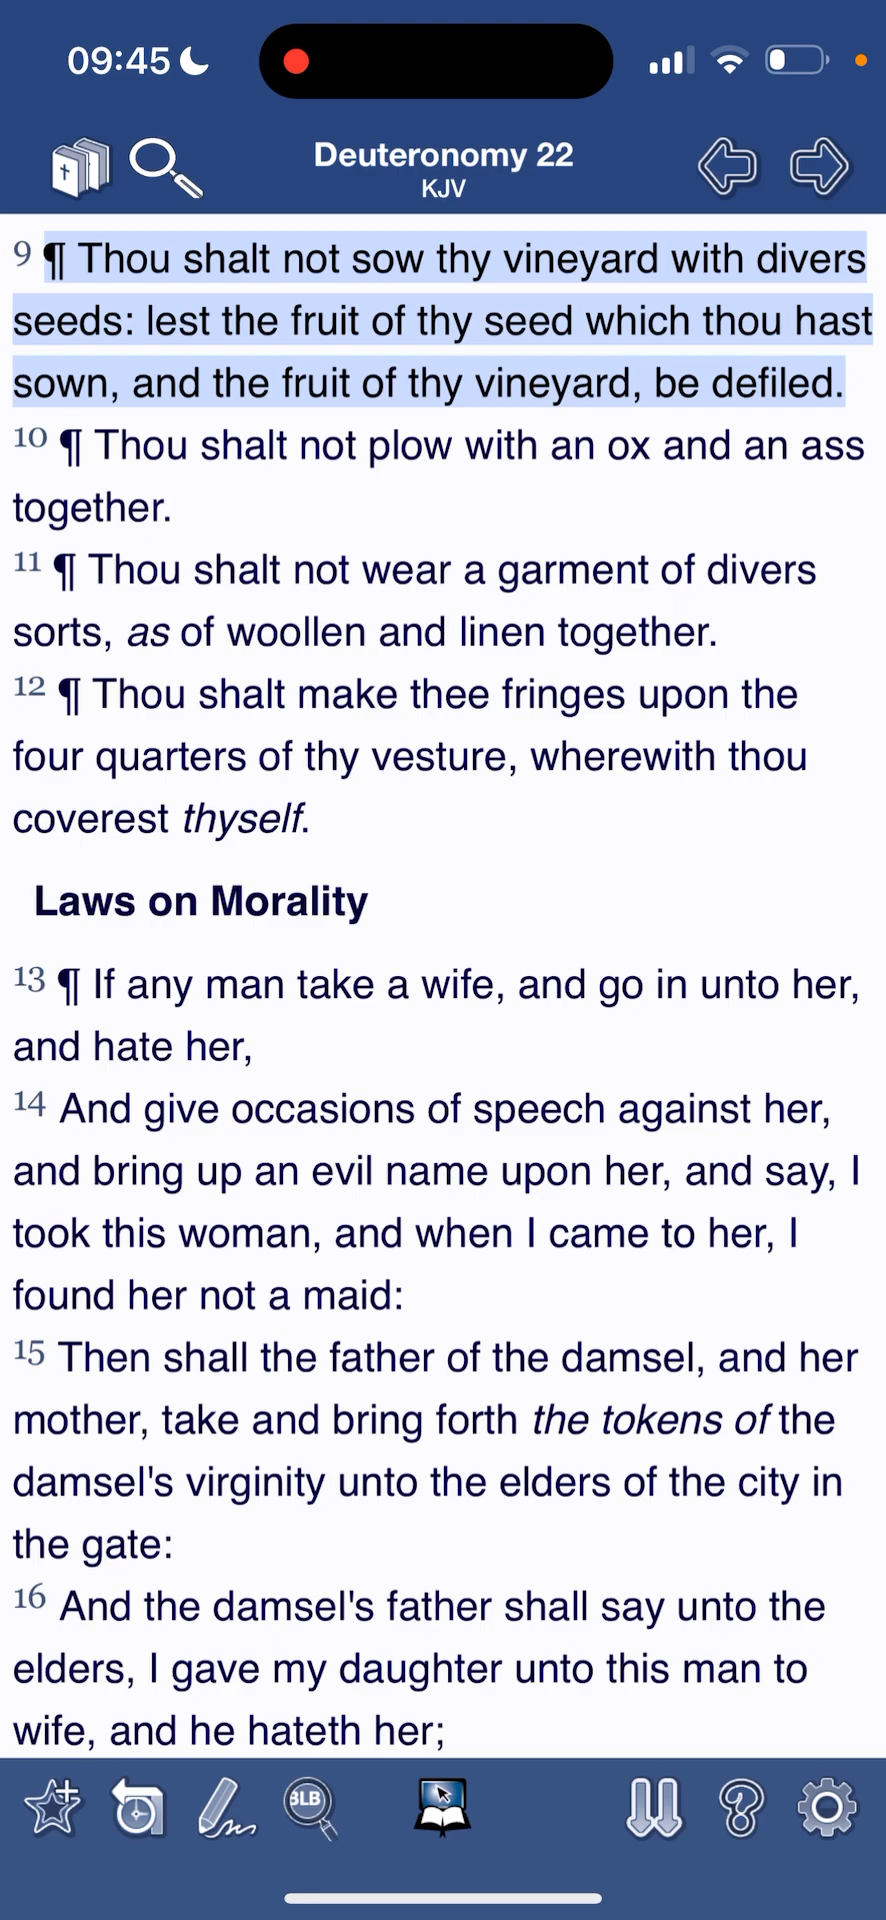 09:45
Deuteronomy 22
KJV
9 ¶ Thou shalt not sow thy vineyard with divers
seeds: lest the fruit of thy seed which thou hast
sown, and the fruit of thy vineyard, be defiled.
10 ¶ Thou shalt not plow with an ox and an ass
together.
11 ¶ Thou shalt not wear a garment of divers
sorts, as of woollen and linen together.
12 ¶ Thou shalt make thee fringes upon the
four quarters of thy vesture, wherewith thou
coverest thyself.
Laws on Morality
13 ¶ If any man take a wife, and go in unto her,
and hate her,
14 And give occasions of speech against her,
and bring up an evil name upon her, and say, I
took this woman, and when I came to her, I
found her not a maid:
15 Then shall the father of the damsel, and her
mother, take and bring forth the tokens of the
damsel's virginity unto the elders of the city in
the gate:
16 And the damsel's father shall say unto the
elders, I gave my daughter unto this man to
wife, and he hateth her;
BLB